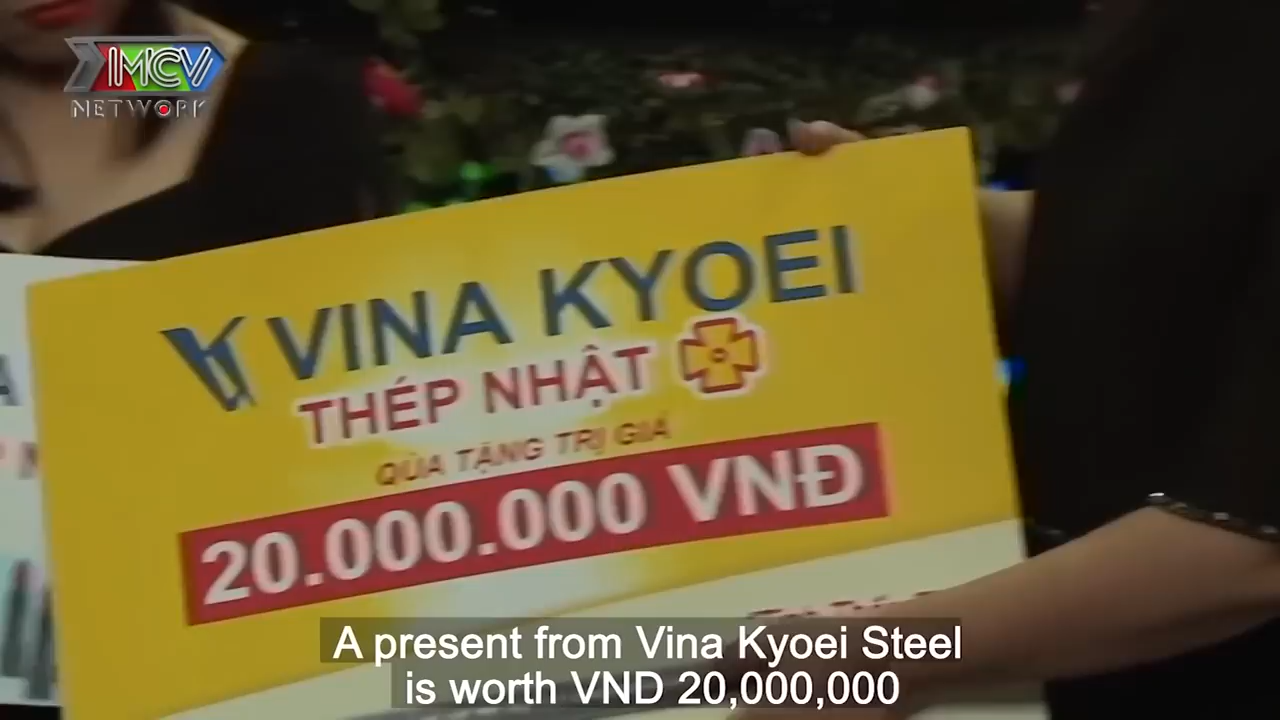 MCV
NETWORK
VINA KYOEI
THÉP NHẬT
QÙA TẶNG TRỊ GIÁ
20.000.000 VNĐ
A present from Vina Kyoei Steel
is worth VND 20,000,000